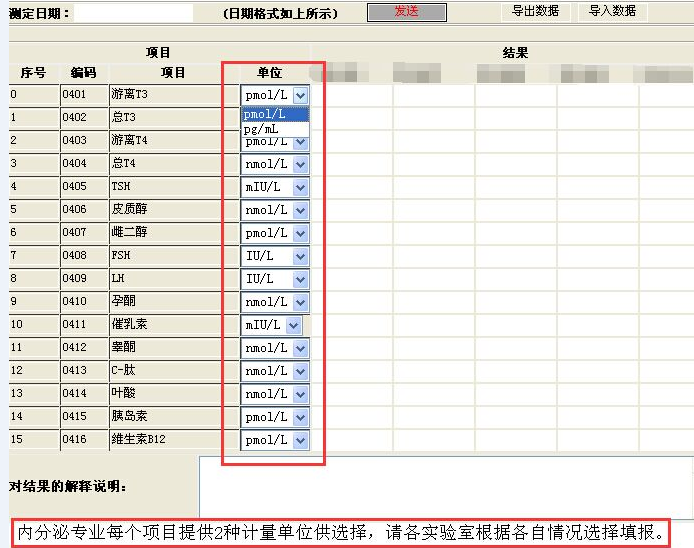 测定日期： (日期格式如上所示) 发送 导出数据 导入数据
项目 结果
序号 编码 项目 单位
0 0401 游离T3 pmol/L
pmol/L
pg/mL
1 0402 总T3
2 0403 游离T4 pmol/L
3 0404 总T4 nmol/L
4 0405 TSH mIU/L
5 0406 皮质醇 nmol/L
6 0407 雌二醇 pmol/L
7 0408 FSH IU/L
8 0409 LH IU/L
9 0410 孕酮 nmol/L
10 0411 催乳素 mIU/L
11 0412 睾酮 nmol/L
12 0413 C-肽 nmol/L
13 0414 叶酸 nmol/L
14 0415 胰岛素 pmol/L
15 0416 维生素B12 pmol/L
对结果的解释说明：
内分泌专业每个项目提供2种计量单位供选择，请各实验室根据各自情况选择填报。